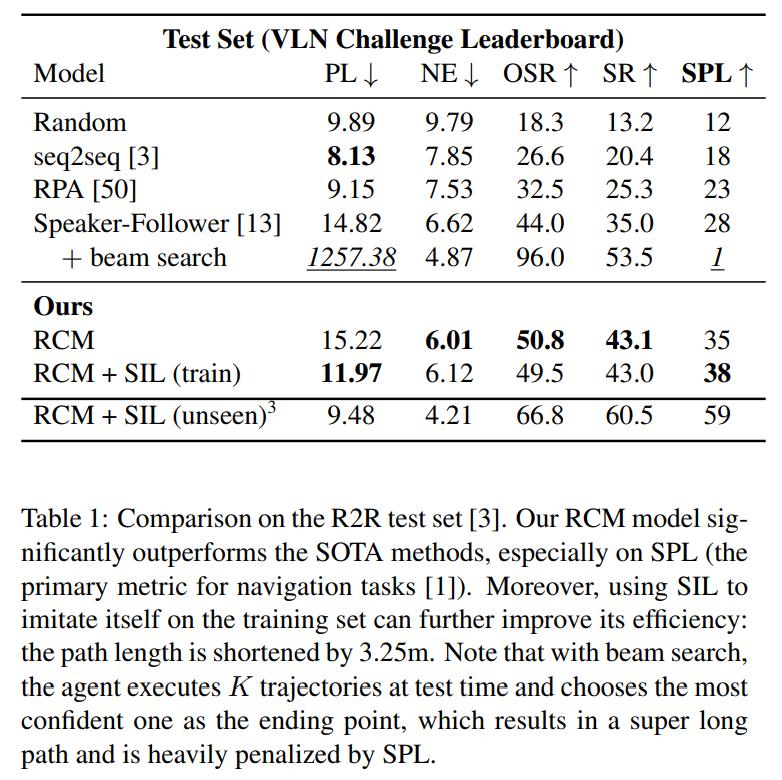 Test Set (VLN Challenge Leaderboard)
Model PL ↓ NE ↓ OSR ↑ SR ↑ SPL ↑
Random 9.89 9.79 18.3 13.2 12
seq2seq [3] 8.13 7.85 26.6 20.4 18
RPA [50] 9.15 7.53 32.5 25.3 23
Speaker-Follower [13] 14.82 6.62 44.0 35.0 28
+ beam search 1257.38 4.87 96.0 53.5 1
Ours
RCM 15.22 6.01 50.8 43.1 35
RCM + SIL (train) 11.97 6.12 49.5 43.0 38
RCM + SIL (unseen)³ 9.48 4.21 66.8 60.5 59
Table 1: Comparison on the R2R test set [3]. Our RCM model sig-
nificantly outperforms the SOTA methods, especially on SPL (the
primary metric for navigation tasks [1]). Moreover, using SIL to
imitate itself on the training set can further improve its efficiency:
the path length is shortened by 3.25m. Note that with beam search,
the agent executes K trajectories at test time and chooses the most
confident one as the ending point, which results in a super long
path and is heavily penalized by SPL.